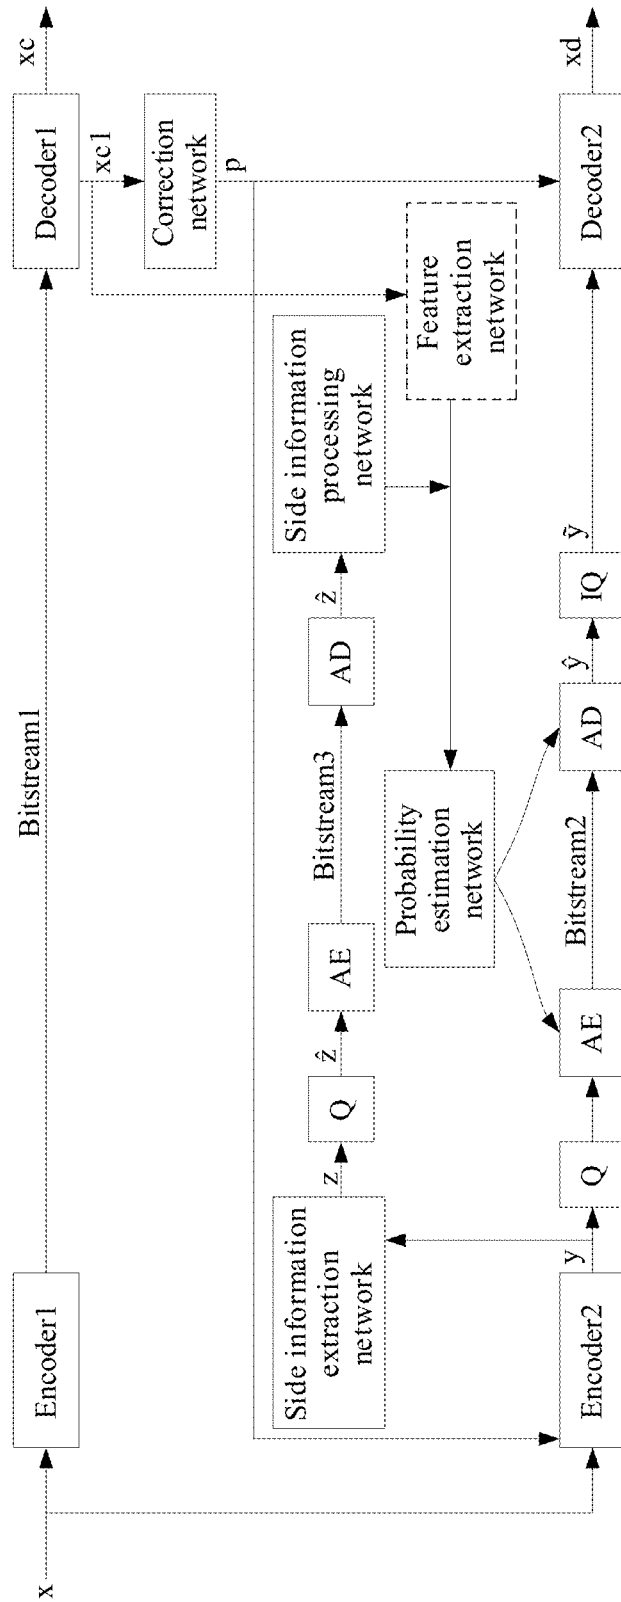 x
Encoder1
Bitstream1
Decoder1
xc
xc1
Correction
network
p
Side information
extraction
network
z
Q
ẑ
AE
Bitstream3
AD
ẑ
Side information
processing
network
Feature
extraction
network
Probability
estimation
network
Encoder2
y
Q
AE
Bitstream2
AD
ŷ
IQ
ỹ
Decoder2
xd